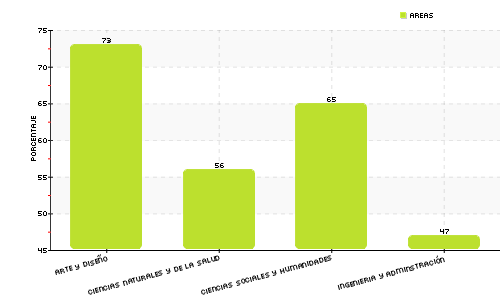 AREAS
75
70
65
60
55
50
45
PORCENTAJE
73
56
65
47
ARTE Y DISEÑO
CIENCIAS NATURALES Y DE LA SALUD
CIENCIAS SOCIALES Y HUMANIDADES
INGENIERIA Y ADMINSTRACIÓN